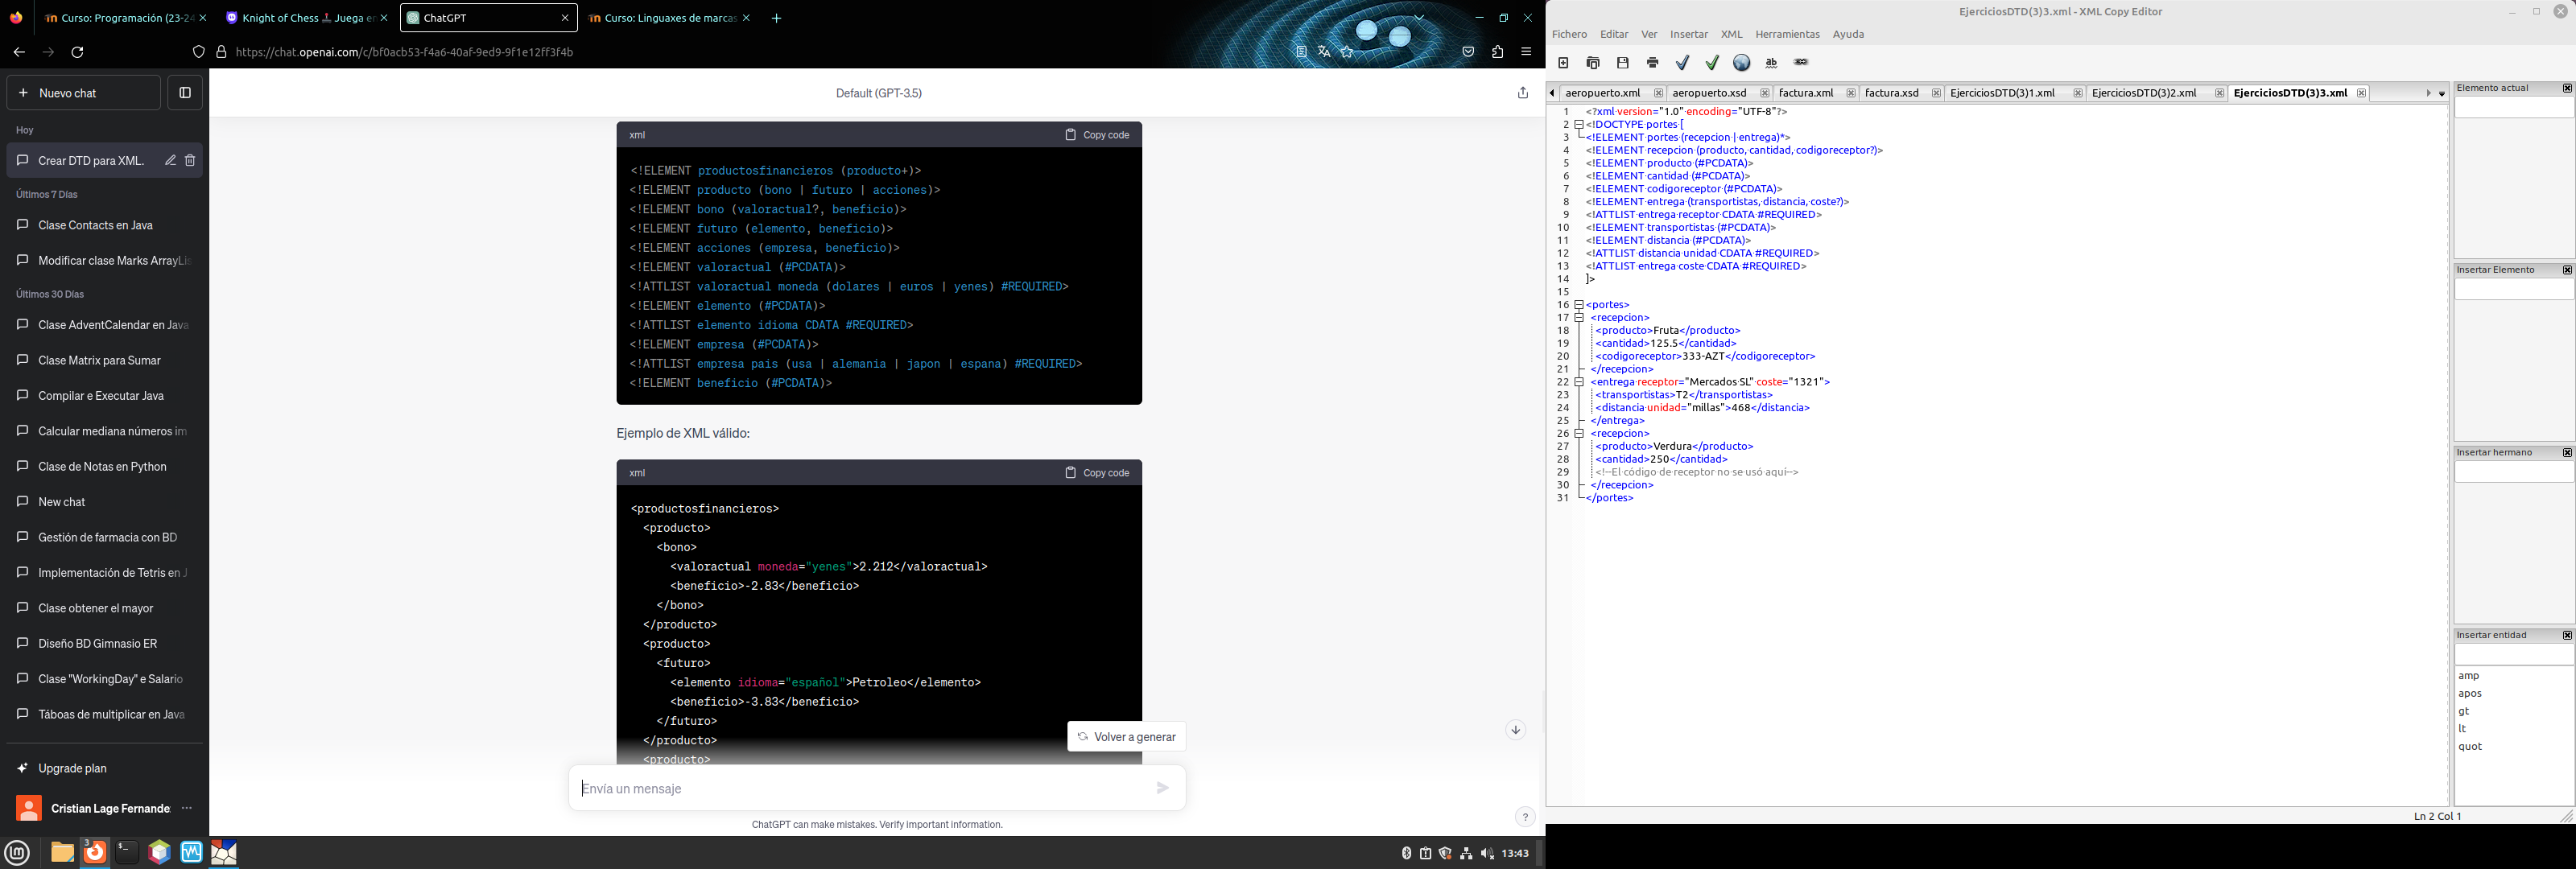 Curso: Programación (23-24
Knight of Chess
Juega en
ChatGPT
Curso: Linguaxes de marcas
https://chat.openai.com/c/bf0acb53-f4a6-40af-9ed9-9f1e12ff3f4b
Nuevo chat
Hoy
Crear DTD para XML.
Últimos 7 Días
Clase Contacts en Java
Modificar clase Marks ArrayLis
Últimos 30 Días
Clase AdventCalendar en Java
Clase Matrix para Sumar
Compilar e Executar Java
Calcular mediana números im
Clase de Notas en Python
New chat
Gestión de farmacia con BD
Implementación de Tetris en J
Clase obtener el mayor
Diseño BD Gimnasio ER
Clase "WorkingDay" e Salario
Táboas de multiplicar en Java
Upgrade plan
Cristian Lage Fernande
Default (GPT-3.5)
xml
Copy code
<!ELEMENT productosfinancieros (producto+)>
<!ELEMENT producto (bono | futuro | acciones)>
<!ELEMENT bono (valoractual?, beneficio)>
<!ELEMENT futuro (elemento, beneficio)>
<!ELEMENT acciones (empresa, beneficio)>
<!ELEMENT valoractual (#PCDATA)>
<!ATTLIST valoractual moneda (dolares | euros | yenes) #REQUIRED>
<!ELEMENT elemento (#PCDATA)>
<!ATTLIST elemento idioma CDATA #REQUIRED>
<!ELEMENT empresa (#PCDATA)>
<!ATTLIST empresa pais (usa | alemania | japon | espana) #REQUIRED>
<!ELEMENT beneficio (#PCDATA)>
Ejemplo de XML válido:
xml
Copy code
<productosfinancieros>
<producto>
<bono>
<valoractual moneda="yenes">2.212</valoractual>
<beneficio>-2.83</beneficio>
</bono>
</producto>
<producto>
<futuro>
<elemento idioma="español">Petroleo</elemento>
<beneficio>-3.83</beneficio>
</futuro>
</producto>
<producto>
Volver a generar
Envía un mensaje
ChatGPT can make mistakes. Verify important information.
?
3
13:43
EjerciciosDTD(3)3.xml - XML Copy Editor
Fichero Editar Ver Insertar XML Herramientas Ayuda
ab
aeropuerto.xml
aeropuerto.xsd
factura.xml
factura.xsd
EjerciciosDTD(3)1.xml
EjerciciosDTD(3)2.xml
EjerciciosDTD(3)3.xml
1 <?xml version="1.0" encoding="UTF-8"?>
2 <!DOCTYPE portes [
3 <!ELEMENT portes (recepcion | entrega)*>
4 <!ELEMENT recepcion (producto, cantidad, codigoreceptor?)>
5 <!ELEMENT producto (#PCDATA)>
6 <!ELEMENT cantidad (#PCDATA)>
7 <!ELEMENT codigoreceptor (#PCDATA)>
8 <!ELEMENT entrega (transportistas, distancia, coste?)>
9 <!ATTLIST entrega receptor CDATA #REQUIRED>
10 <!ELEMENT transportistas (#PCDATA)>
11 <!ELEMENT distancia (#PCDATA)>
12 <!ATTLIST distancia unidad CDATA #REQUIRED>
13 <!ATTLIST entrega coste CDATA #REQUIRED>
14 ]>
15
16 <portes>
17 <recepcion>
18 <producto>Fruta</producto>
19 <cantidad>125.5</cantidad>
20 <codigoreceptor>333-AZT</codigoreceptor>
21 </recepcion>
22 <entrega receptor="Mercados SL" coste="1321">
23 <transportistas>T2</transportistas>
24 <distancia unidad="millas">468</distancia>
25 </entrega>
26 <recepcion>
27 <producto>Verdura</producto>
28 <cantidad>250</cantidad>
29 <!--El código de receptor no se usó aquí-->
30 </recepcion>
31 </portes>
Elemento actual
Insertar Elemento
Insertar hermano
Insertar entidad
amp
apos
gt
lt
quot
Ln 2 Col 1